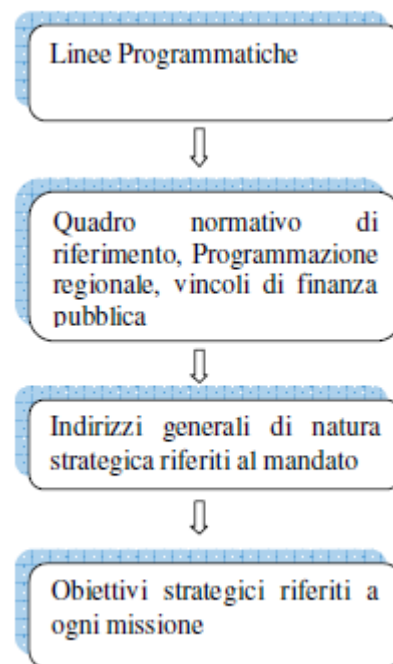 Linee Programmatiche
Quadro normativo di
riferimento, Programmazione
regionale, vincoli di finanza
pubblica
Indirizzi generali di natura
strategica riferiti al mandato
Obiettivi strategici riferiti a
ogni missione